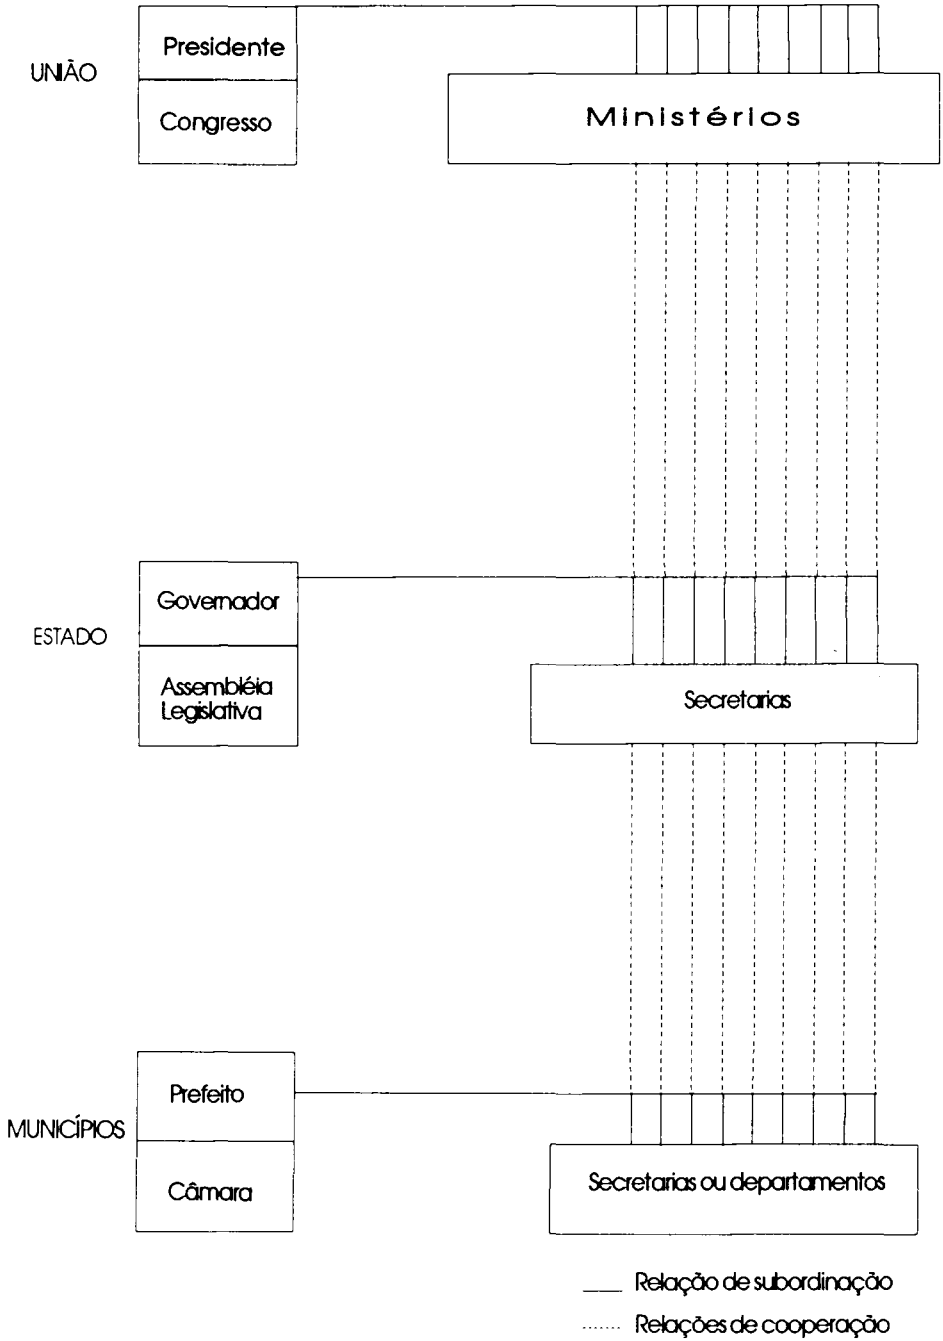 UNIÃO
Presidente
Congresso
Ministérios
ESTADO
Governador
Assembléia
Legislativa
Secretarias
MUNICÍPIOS
Prefeito
Câmara
Secretarias ou departamentos
Relação de subordinação
Relações de cooperação